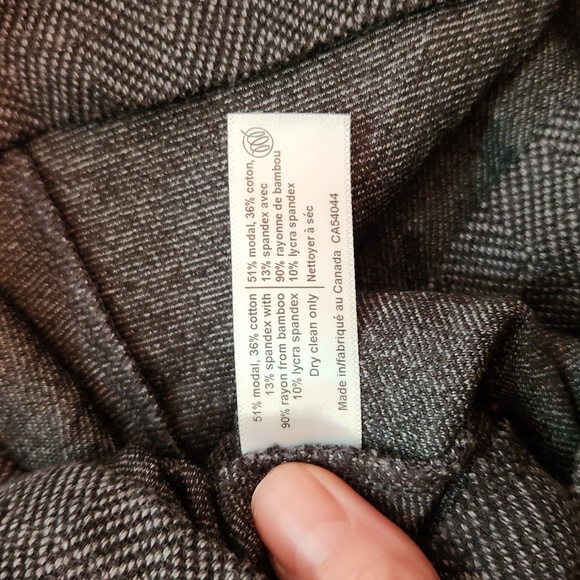 51% modal, 36% cotton
13% spandex with
90% rayon from bamboo
10% lycra spandex
Dry clean only
51% modal, 36% coton,
13% spandex avec
90% rayonne de bambou
10% lycra spandex
Nettoyer à séc
Made in/fabriqué au Canada CA54044